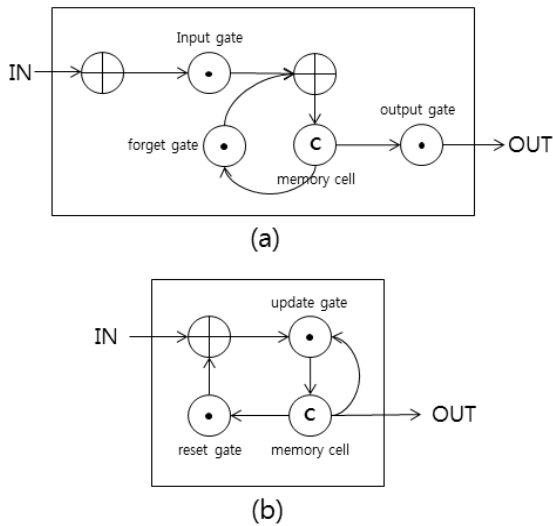 Input gate
IN
output gate
forget gate
C
OUT
memory cell
(a)
update gate
IN
C
OUT
reset gate
memory cell
(b)